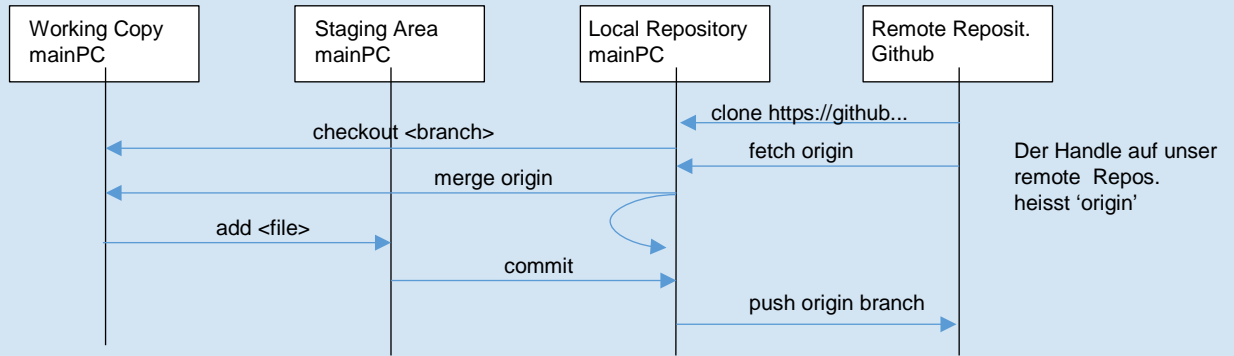 Working Copy
mainPC
Staging Area
mainPC
Local Repository
mainPC
Remote Reposit.
Github
clone https://github...
checkout <branch>
fetch origin
Der Handle auf unser
remote Repos.
heisst ‘origin’
merge origin
add <file>
commit
push origin branch